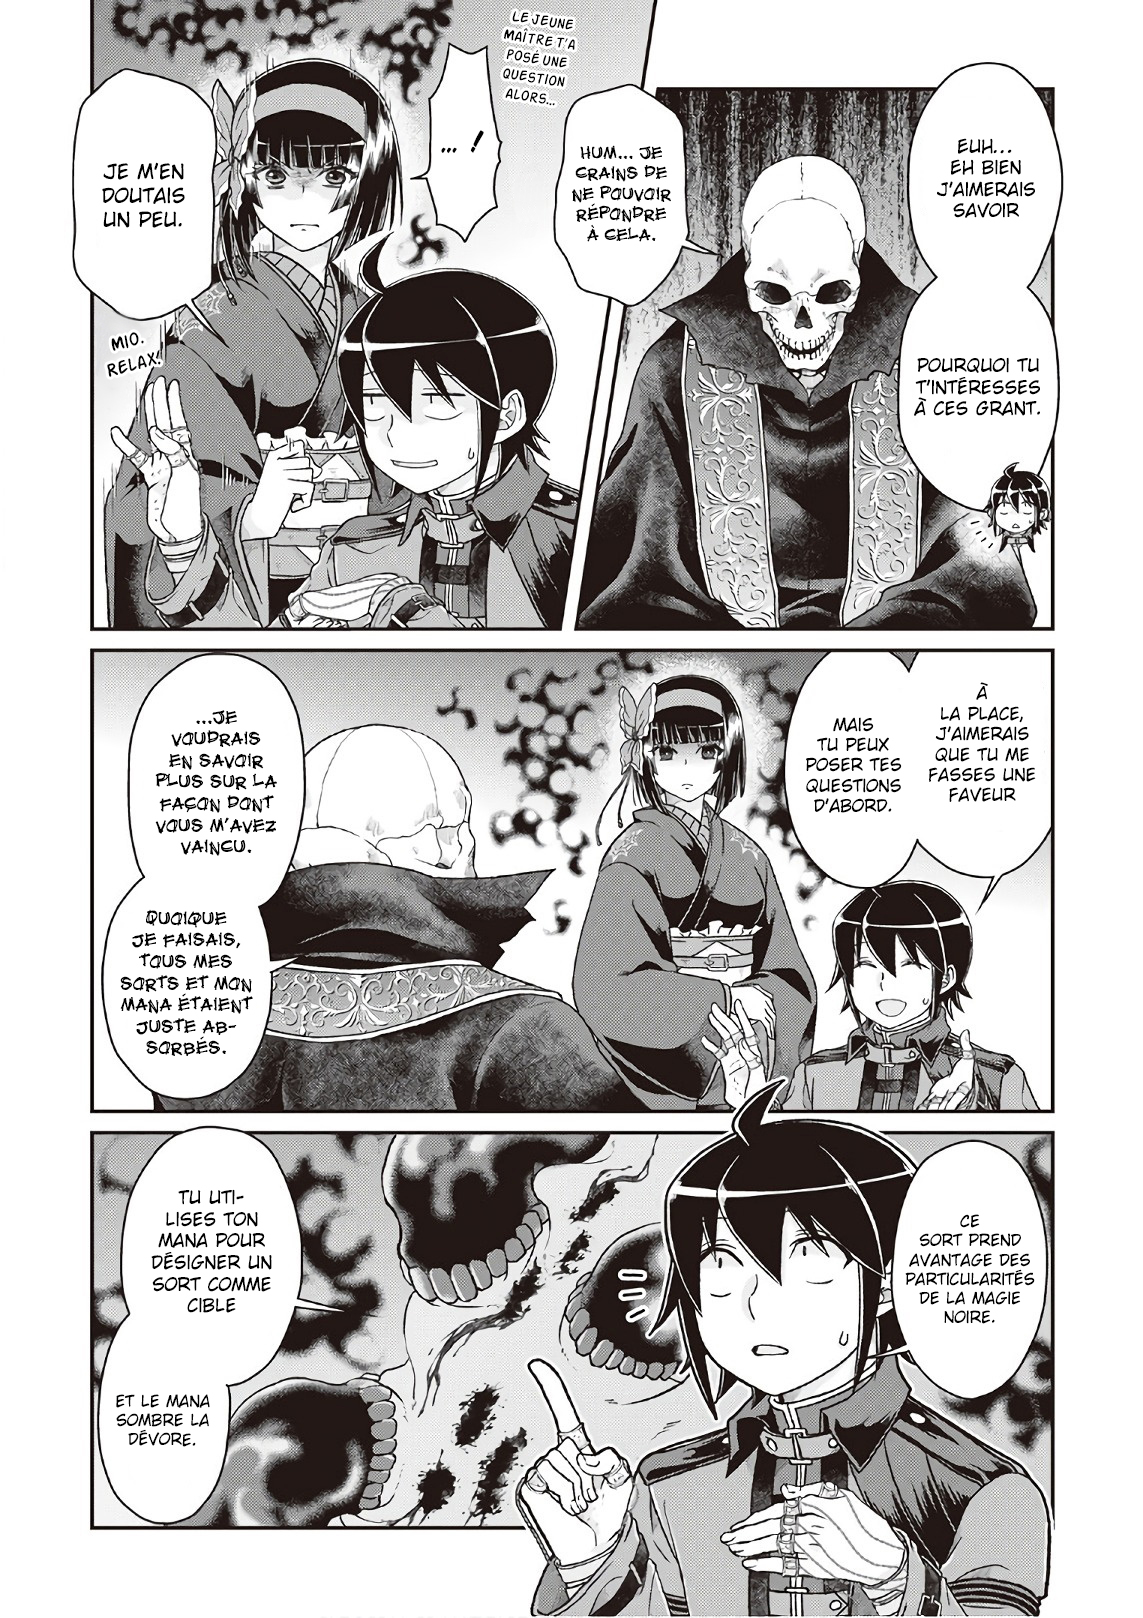 EUH...
EH BIEN
J'AIMERAIS
SAVOIR
POURQUOI TU
T'INTÉRESSES
À CES GRANT.
HUM... JE
CRAINS DE
NE POUVOIR
RÉPONDRE
À CELA.
LE JEUNE
MAÎTRE T'A
POSÉ UNE
QUESTION
ALORS...
... !
JE M'EN
DOUTAIS
UN PEU.
MIO.
RELAX.
À
LA PLACE,
J'AIMERAIS
QUE TU ME
FASSES UNE
FAVEUR
MAIS
TU PEUX
POSER TES
QUESTIONS
D'ABORD.
...JE
VOUDRAIS
EN SAVOIR
PLUS SUR LA
FAÇON DONT
VOUS M'AVEZ
VAINCU.
QUOIQUE
JE FAISAIS,
TOUS MES
SORTS ET MON
MANA ÉTAIENT
JUSTE AB-
SORBÉS.
CE
SORT PREND
AVANTAGE DES
PARTICULARITÉS
DE LA MAGIE
NOIRE.
TU UTI-
LISES TON
MANA POUR
DÉSIGNER UN
SORT COMME
CIBLE
ET LE MANA
SOMBRE LA
DÉVORE.